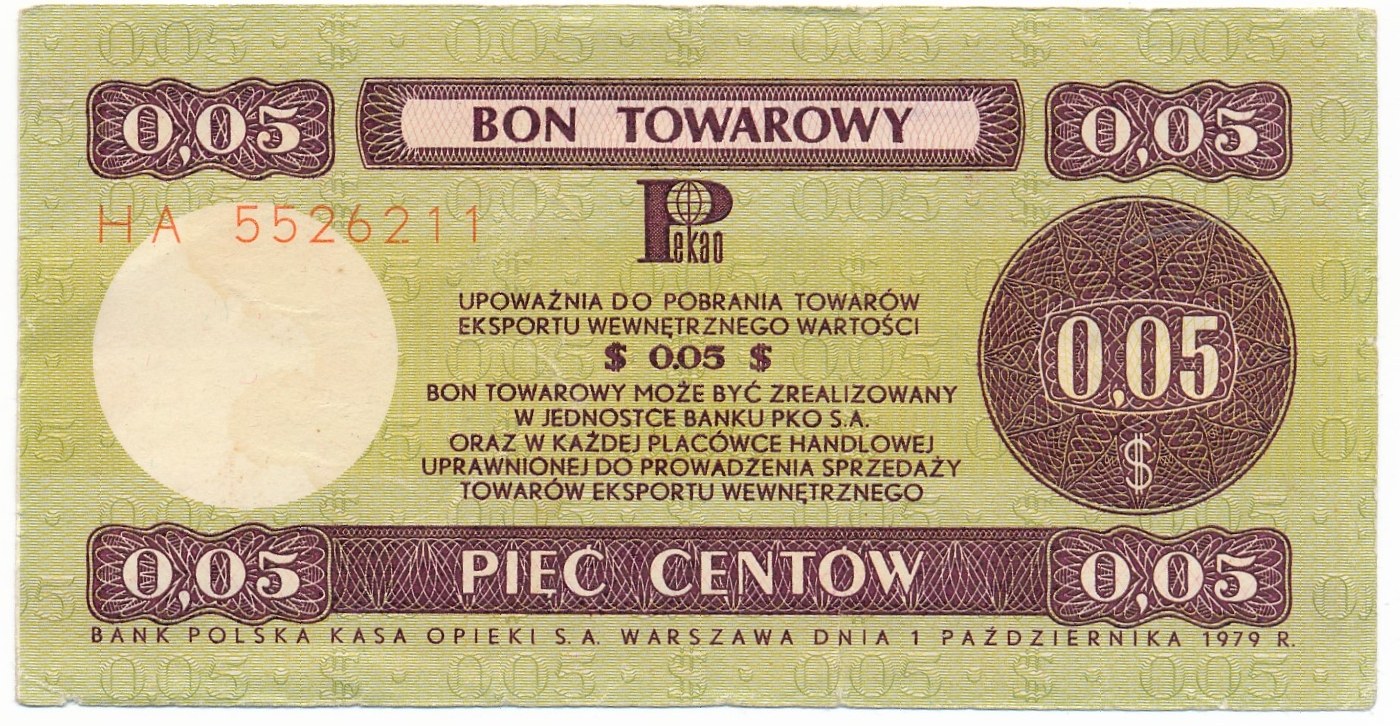 0,05 BON TOWAROWY 0,05
HA 5526211
Pekao
UPOWAŻNIA DO POBRANIA TOWARÓW
EKSPORTU WEWNĘTRZNEGO WARTOŚCI
$ 0.05 $
BON TOWAROWY MOŻE BYĆ ZREALIZOWANY
W JEDNOSTCE BANKU PKO S.A.
ORAZ W KAŻDEJ PLACÓWCE HANDLOWEJ
UPRAWNIONEJ DO PROWADZENIA SPRZEDAŻY
TOWARÓW EKSPORTU WEWNĘTRZNEGO
0,05
$
0,05 PIĘĆ CENTÓW 0,05
BANK POLSKA KASA OPIEKI S.A. WARSZAWA DNIA 1 PAŹDZIERNIKA 1979 R.